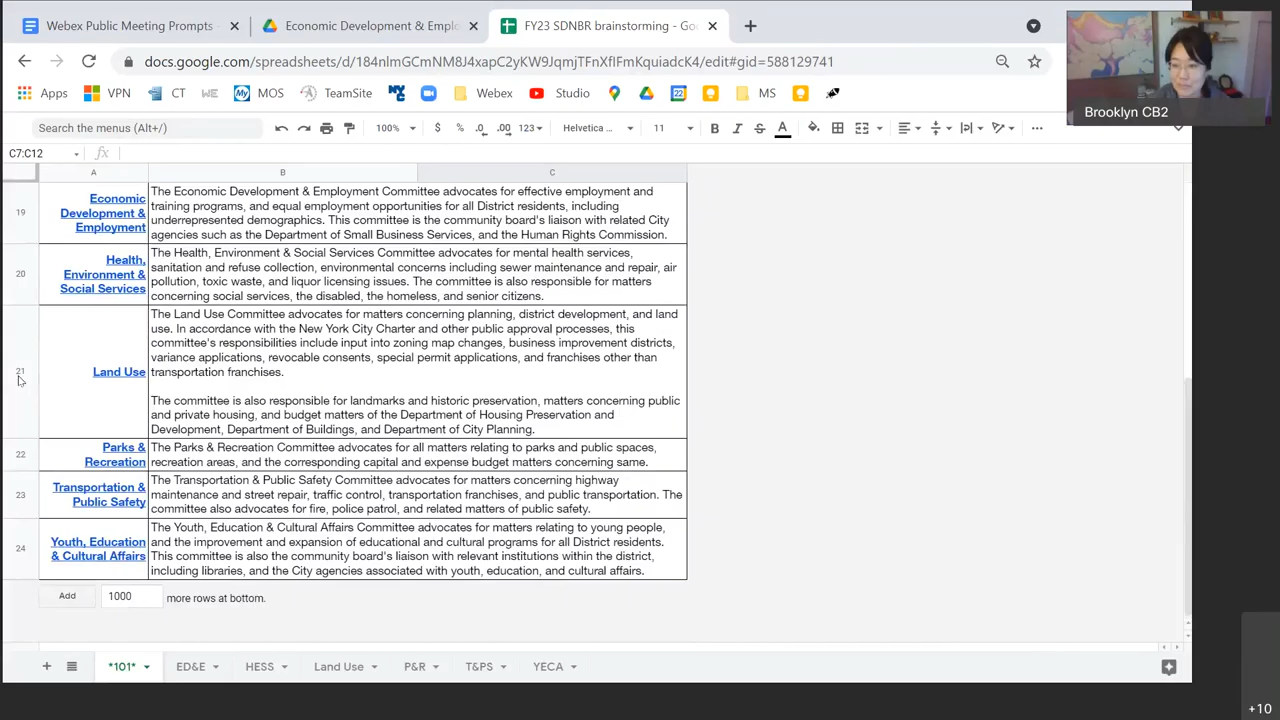 Webex Public Meeting Prompts -
Economic Development & Emplo
FY23 SDNBR brainstorming - Goo
docs.google.com/spreadsheets/d/184nlmGCmNM8J4xapC2yKW9JqmjTFnXflFmKquiadcK4/edit#gid=588129741
Brooklyn CB2
Apps
VPN
CT
MOS
TeamSite
Webex
Studio
MS
Search the menus (Alt+/)
100%
$
%
.0
.00
123
Helvetica ...
11
B
I
S
A
C7:C12
fx
A
B
C
19
Economic
Development &
Employment
The Economic Development & Employment Committee advocates for effective employment and
training programs, and equal employment opportunities for all District residents, including
underrepresented demographics. This committee is the community board's liaison with related City
agencies such as the Department of Small Business Services, and the Human Rights Commission.
20
Health,
Environment &
Social Services
The Health, Environment & Social Services Committee advocates for mental health services,
sanitation and refuse collection, environmental concerns including sewer maintenance and repair, air
pollution, toxic waste, and liquor licensing issues. The committee is also responsible for matters
concerning social services, the disabled, the homeless, and senior citizens.
21
Land Use
The Land Use Committee advocates for matters concerning planning, district development, and land
use. In accordance with the New York City Charter and other public approval processes, this
committee's responsibilities include input into zoning map changes, business improvement districts,
variance applications, revocable consents, special permit applications, and franchises other than
transportation franchises.
The committee is also responsible for landmarks and historic preservation, matters concerning public
and private housing, and budget matters of the Department of Housing Preservation and
Development, Department of Buildings, and Department of City Planning.
22
Parks &
Recreation
The Parks & Recreation Committee advocates for all matters relating to parks and public spaces,
recreation areas, and the corresponding capital and expense budget matters concerning same.
23
Transportation &
Public Safety
The Transportation & Public Safety Committee advocates for matters concerning highway
maintenance and street repair, traffic control, transportation franchises, and public transportation. The
committee also advocates for fire, police patrol, and related matters of public safety.
24
Youth, Education
& Cultural Affairs
The Youth, Education & Cultural Affairs Committee advocates for matters relating to young people,
and the improvement and expansion of educational and cultural programs for all District residents.
This committee is also the community board's liaison with relevant institutions within the district,
including libraries, and the City agencies associated with youth, education, and cultural affairs.
Add
1000
more rows at bottom.
*101*
ED&E
HESS
Land Use
P&R
T&PS
YECA
+10